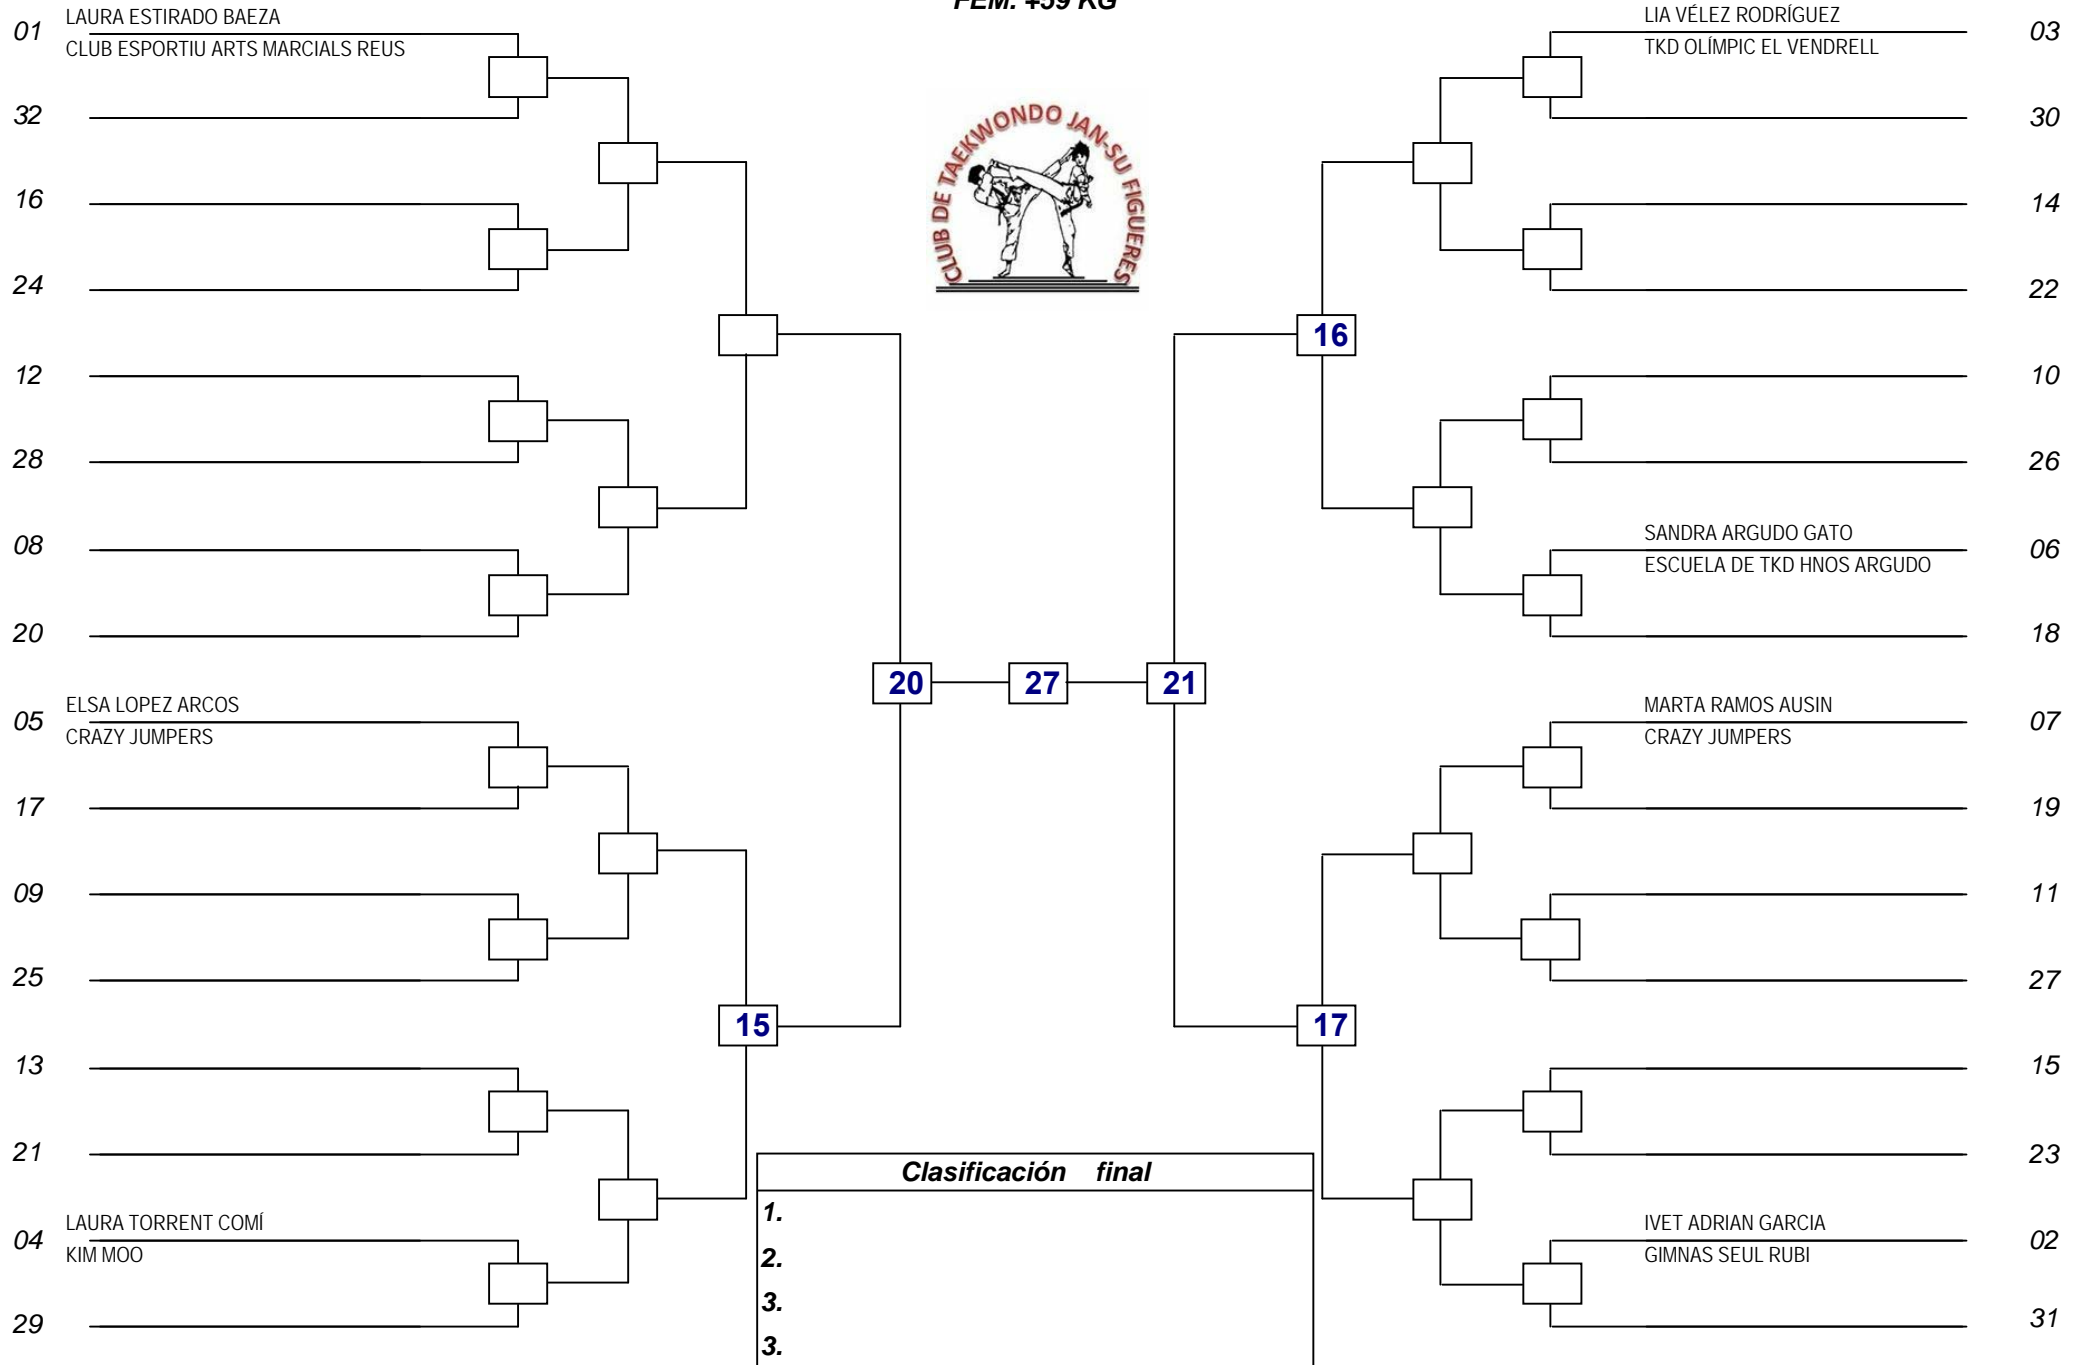 FEM. +59 KG
01 LAURA ESTIRADO BAEZA
CLUB ESPORTIU ARTS MARCIALS REUS
32
16
24
12
28
08
20
05 ELSA LOPEZ ARCOS
CRAZY JUMPERS
17
09
25
13
21
04 LAURA TORRENT COMÍ
KIM MOO
29
CLUB DE TAEKWONDO JAN-SU FIGUERES
15
20
27
21
16
17
LIA VÉLEZ RODRÍGUEZ 03
TKD OLÍMPIC EL VENDRELL
30
14
22
10
26
SANDRA ARGUDO GATO 06
ESCUELA DE TKD HNOS ARGUDO
18
MARTA RAMOS AUSIN 07
CRAZY JUMPERS
19
11
27
15
23
IVET ADRIAN GARCIA 02
GIMNAS SEUL RUBI
31
Clasificación final
1.
2.
3.
3.